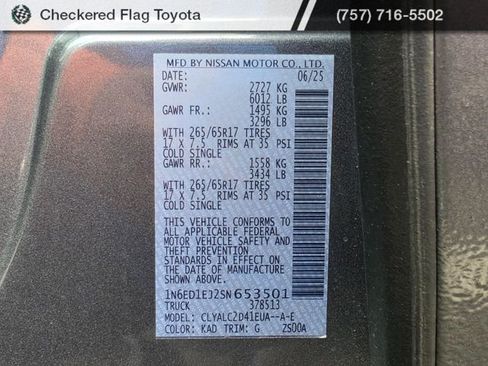 Checkered Flag Toyota
(757) 716-5502
MFD BY NISSAN MOTOR CO., LTD.
DATE: 06/25
GVWR: 2727 KG
6012 LB
GAWR FR.: 1495 KG
3296 LB
WITH 265/65R17 TIRES
17 X 7.5 RIMS AT 35 PSI
COLD SINGLE
GAWR RR.: 1558 KG
3434 LB
WITH 265/65R17 TIRES
17 X 7.5 RIMS AT 35 PSI
COLD SINGLE
THIS VEHICLE CONFORMS TO
ALL APPLICABLE FEDERAL
MOTOR VEHICLE SAFETY AND
THEFT PREVENTION
STANDARDS IN EFFECT ON
THE DATE OF MANUFACTURE
SHOWN ABOVE.
1N6ED1EJ2SN653501
TRUCK 378513
MODEL: CLYALC2D41EUA--A-E
COLOR: KAD TRIM: G ZS00A